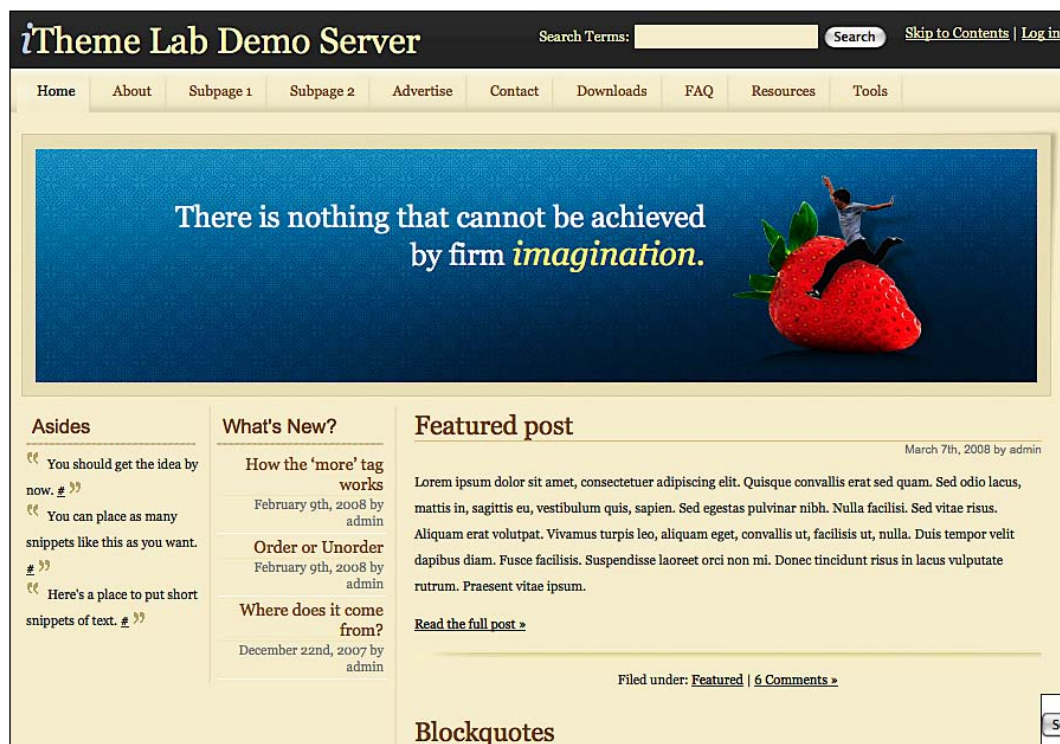 iTheme Lab Demo Server
Search Terms: Search Skip to Contents | Log in
Home About Subpage 1 Subpage 2 Advertise Contact Downloads FAQ Resources Tools
There is nothing that cannot be achieved
by firm imagination.
Asides
“ You should get the idea by
now. # ”
“ You can place as many
snippets like this as you want.
# ”
“ Here's a place to put short
snippets of text. # ”
What's New?
How the ‘more’ tag
works
February 9th, 2008 by
admin
Order or Unorder
February 9th, 2008 by
admin
Where does it come
from?
December 22nd, 2007 by
admin
Featured post
March 7th, 2008 by admin
Lorem ipsum dolor sit amet, consectetuer adipiscing elit. Quisque convallis erat sed quam. Sed odio lacus,
mattis in, sagittis eu, vestibulum quis, sapien. Sed egestas pulvinar nibh. Nulla facilisi. Sed vitae risus.
Aliquam erat volutpat. Vivamus turpis leo, aliquam eget, convallis ut, facilisis ut, nulla. Duis tempor velit
dapibus diam. Fusce facilisis. Suspendisse laoreet orci non mi. Donec tincidunt risus in lacus vulputate
rutrum. Praesent vitae ipsum.
Read the full post »
Filed under: Featured | 6 Comments »
Blockquotes